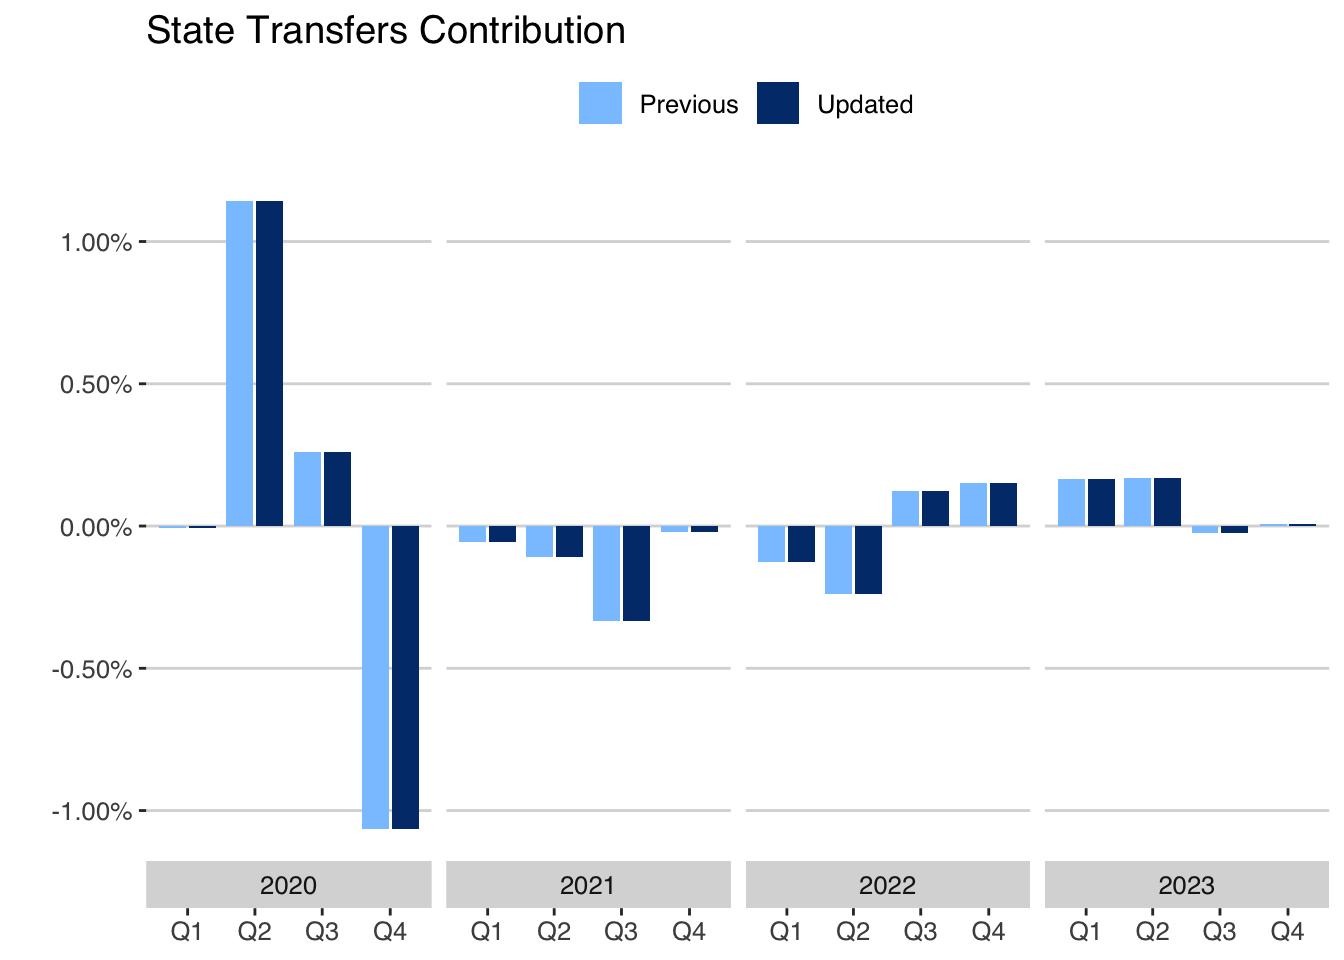 State Transfers Contribution
Previous Updated
1.00%
0.50%
0.00%
-0.50%
-1.00%
2020 2021 2022 2023
Q1 Q2 Q3 Q4 Q1 Q2 Q3 Q4 Q1 Q2 Q3 Q4 Q1 Q2 Q3 Q4